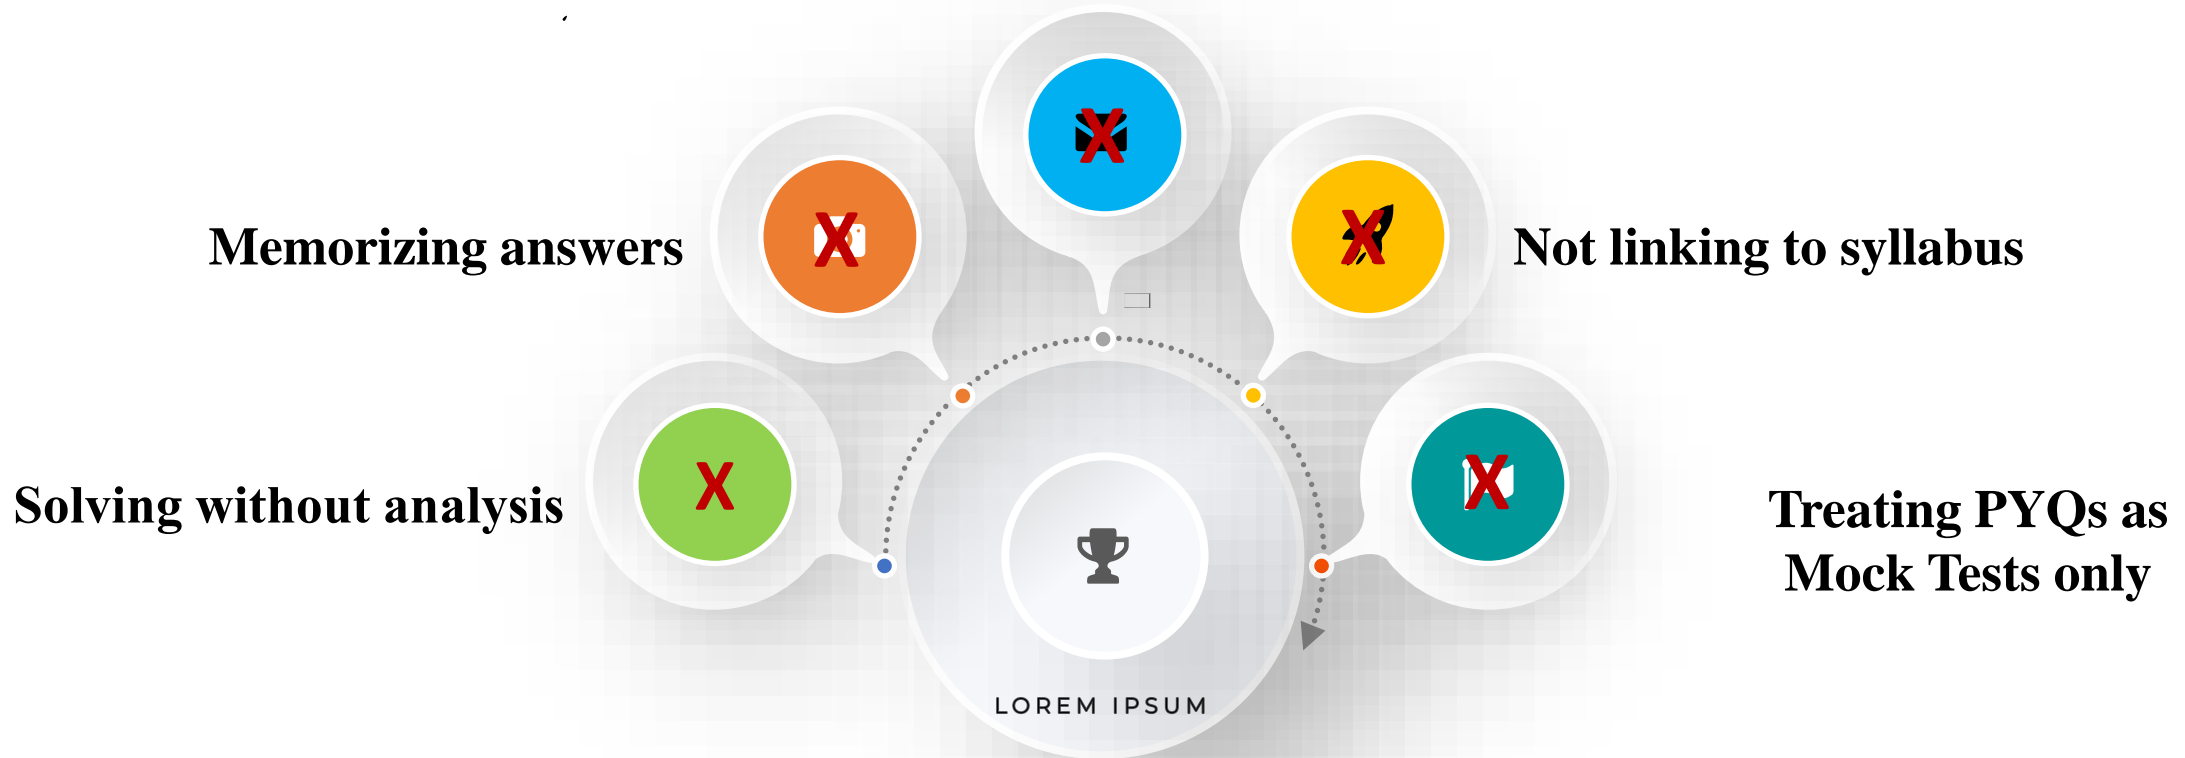 X
X
X
Memorizing answers
Not linking to syllabus
X
X
Solving without analysis
Treating PYQs as
Mock Tests only
LOREM IPSUM